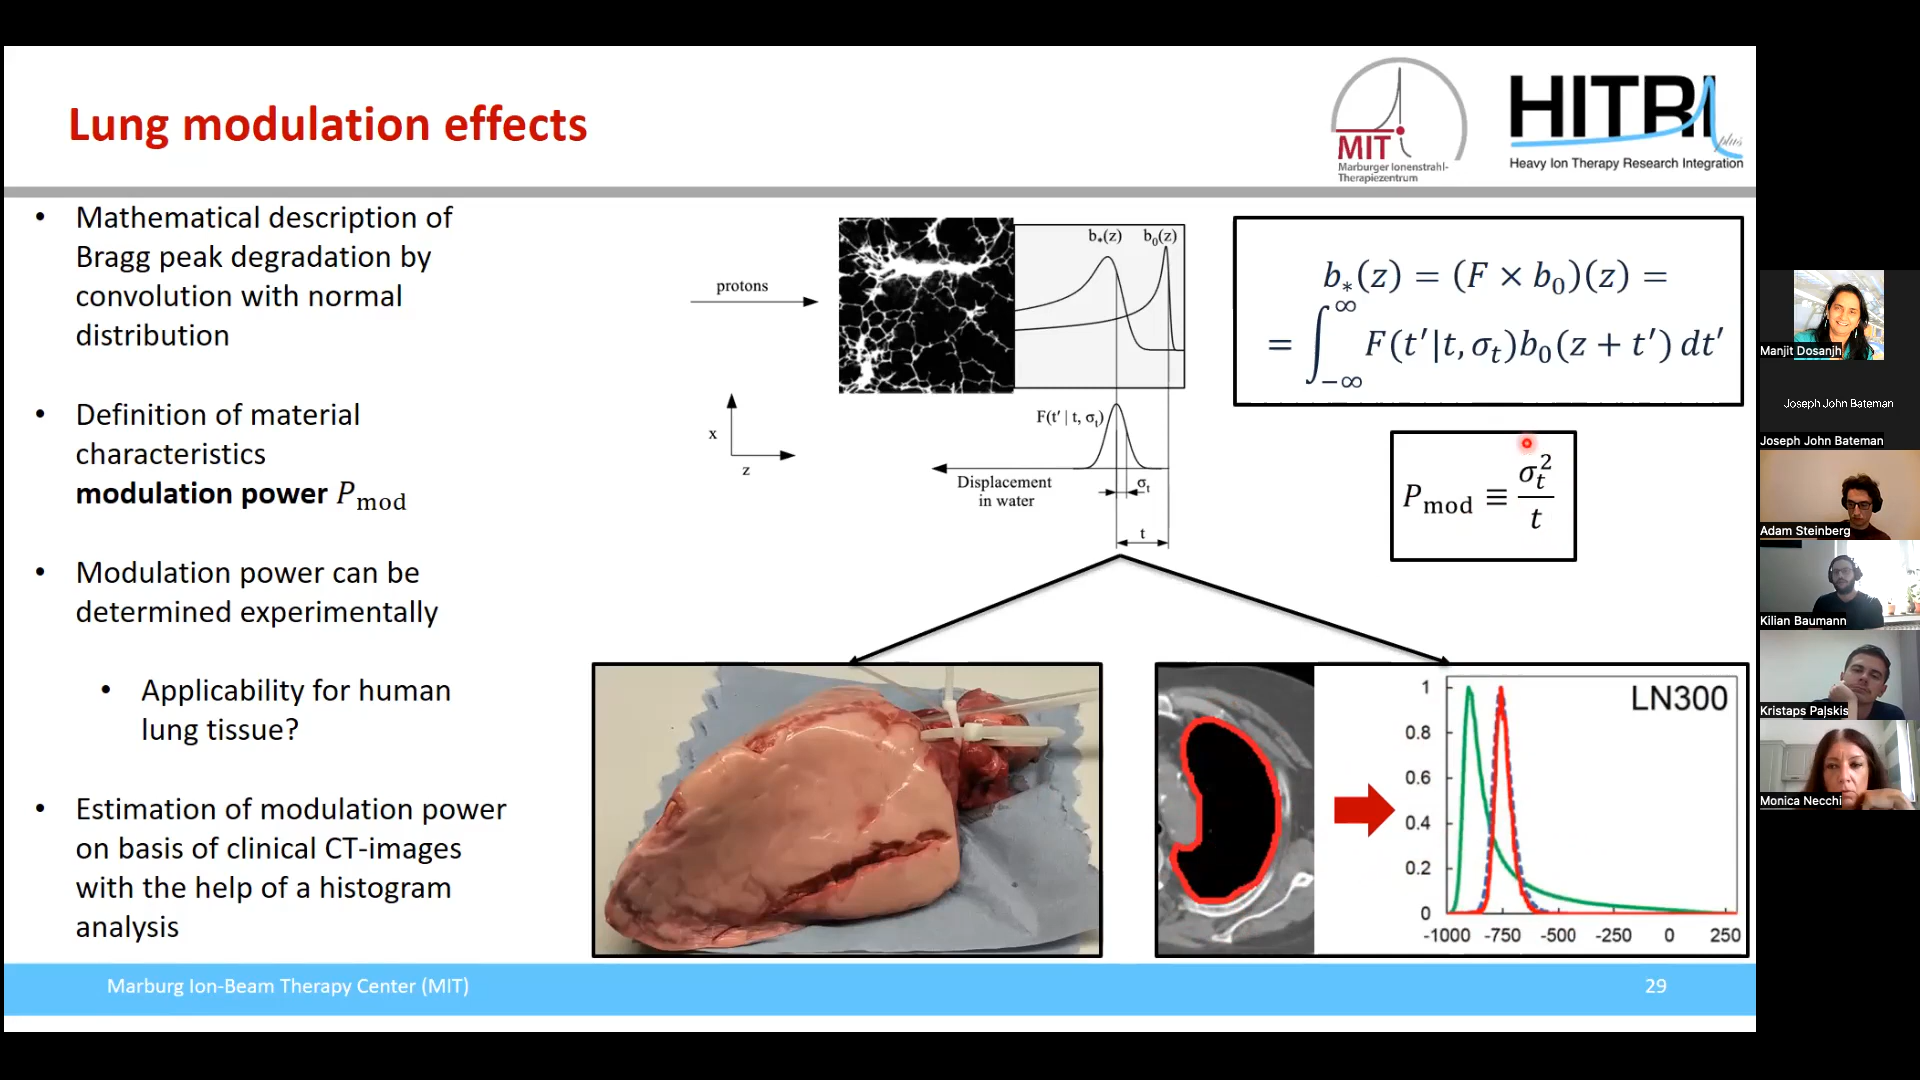 Lung modulation effects
MIT
Marburger Ionenstrahl-
Therapiezentrum
HITRI
plus
Heavy Ion Therapy Research Integration
• Mathematical description of
Bragg peak degradation by
convolution with normal
distribution
• Definition of material
characteristics
modulation power P_mod
• Modulation power can be
determined experimentally
• Applicability for human
lung tissue?
• Estimation of modulation power
on basis of clinical CT-images
with the help of a histogram
analysis
protons
b*(z) b₀(z)
x
z
F(t' | t, σₜ)
Displacement
in water
σₜ
t
b*(z) = (F × b₀)(z) =
= ∫_{-∞}^{∞} F(t'|t, σₜ)b₀(z + t') dt'
P_mod ≡ σₜ²/t
LN300
1
0.8
0.6
0.4
0.2
0
-1000 -750 -500 -250 0 250
Marburg Ion-Beam Therapy Center (MIT)
29
Manjit Dosanjh
Joseph John Bateman
Joseph John Bateman
Adam Steinberg
Kilian Baumann
Kristaps Paļskis
Monica Necchi